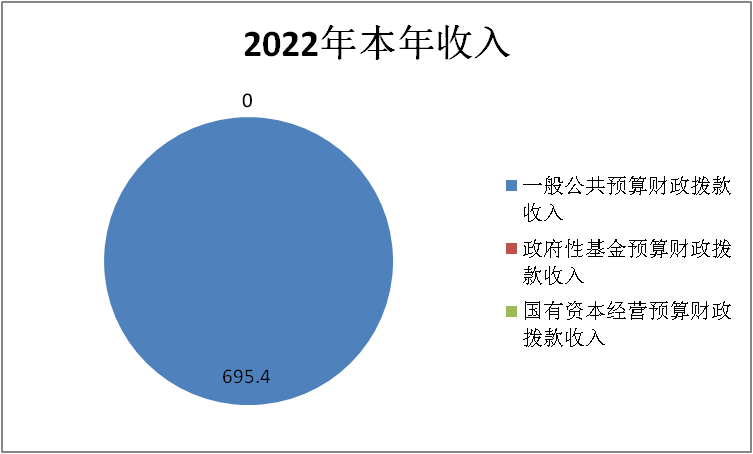 2022年本年收入
0
695.4
一般公共预算财政拨款
收入
政府性基金预算财政拨
款收入
国有资本经营预算财政
拨款收入